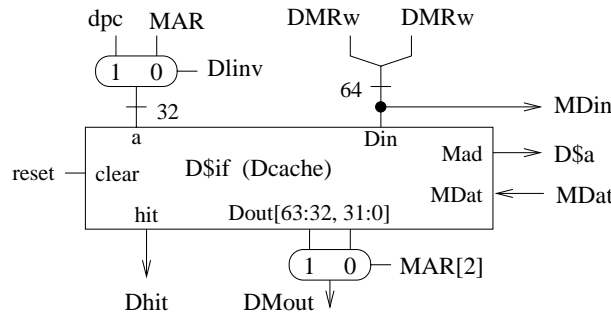 dpc MAR
DMRw DMRw
1 0
Dlinv
32
64
MDin
a
Din
D$if (Dcache)
Mad
D$a
reset
clear
MDat
MDat
hit
Dout[63:32, 31:0]
1 0
MAR[2]
Dhit
DMout